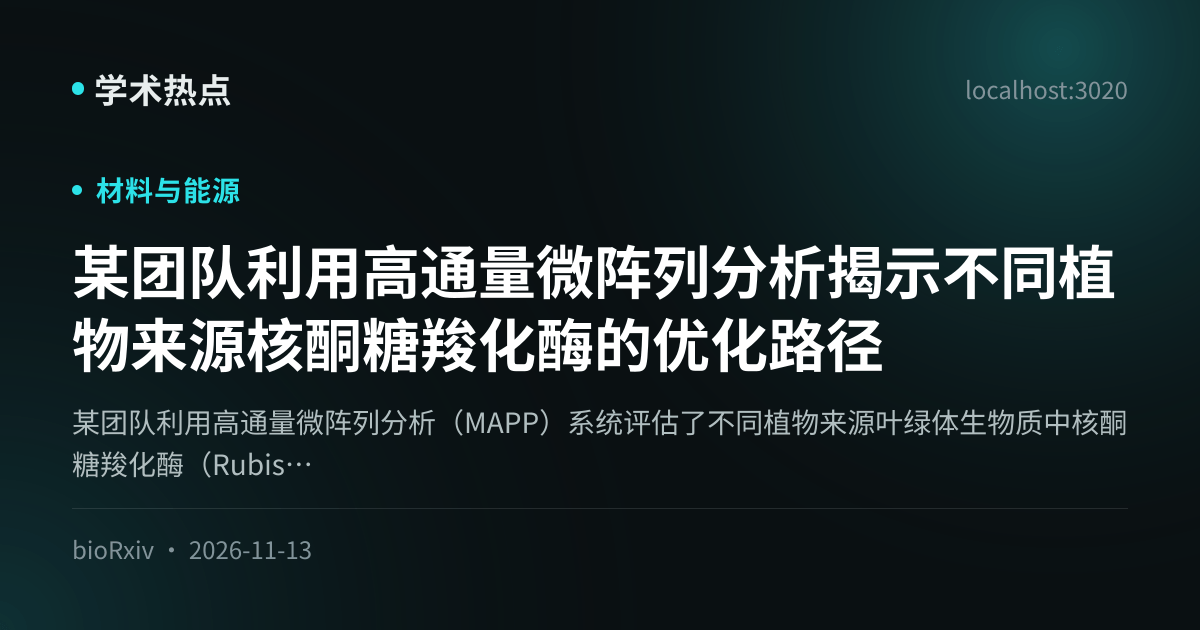 学术热点
localhost:3020
材料与能源
某团队利用高通量微阵列分析揭示不同植
物来源核酮糖羧化酶的优化路径
某团队利用高通量微阵列分析（MAPP）系统评估了不同植物来源叶绿体生物质中核酮
糖羧化酶（Rubis…
bioRxiv · 2026-11-13